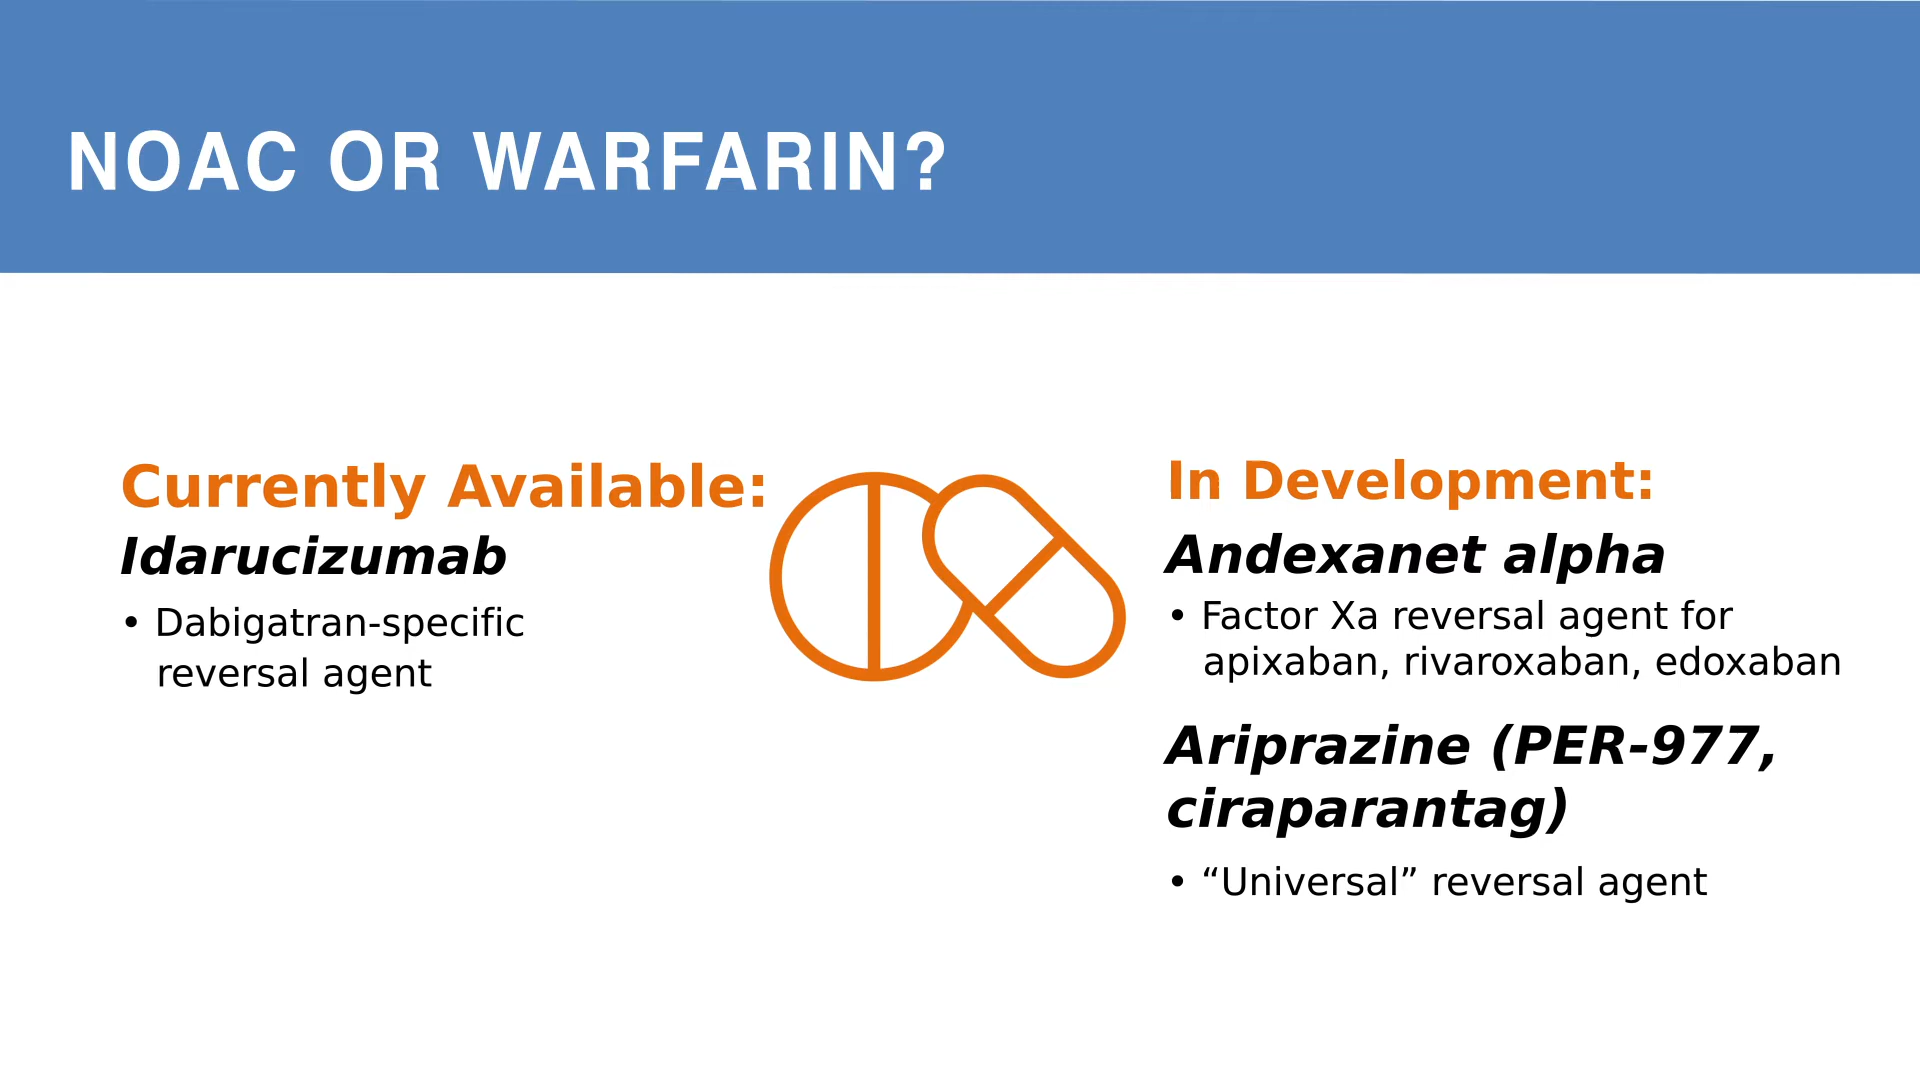 NOAC OR WARFARIN?
Currently Available:
Idarucizumab
• Dabigatran-specific
reversal agent
In Development:
Andexanet alpha
• Factor Xa reversal agent for
apixaban, rivaroxaban, edoxaban
Ariprazine (PER-977,
ciraparantag)
• “Universal” reversal agent